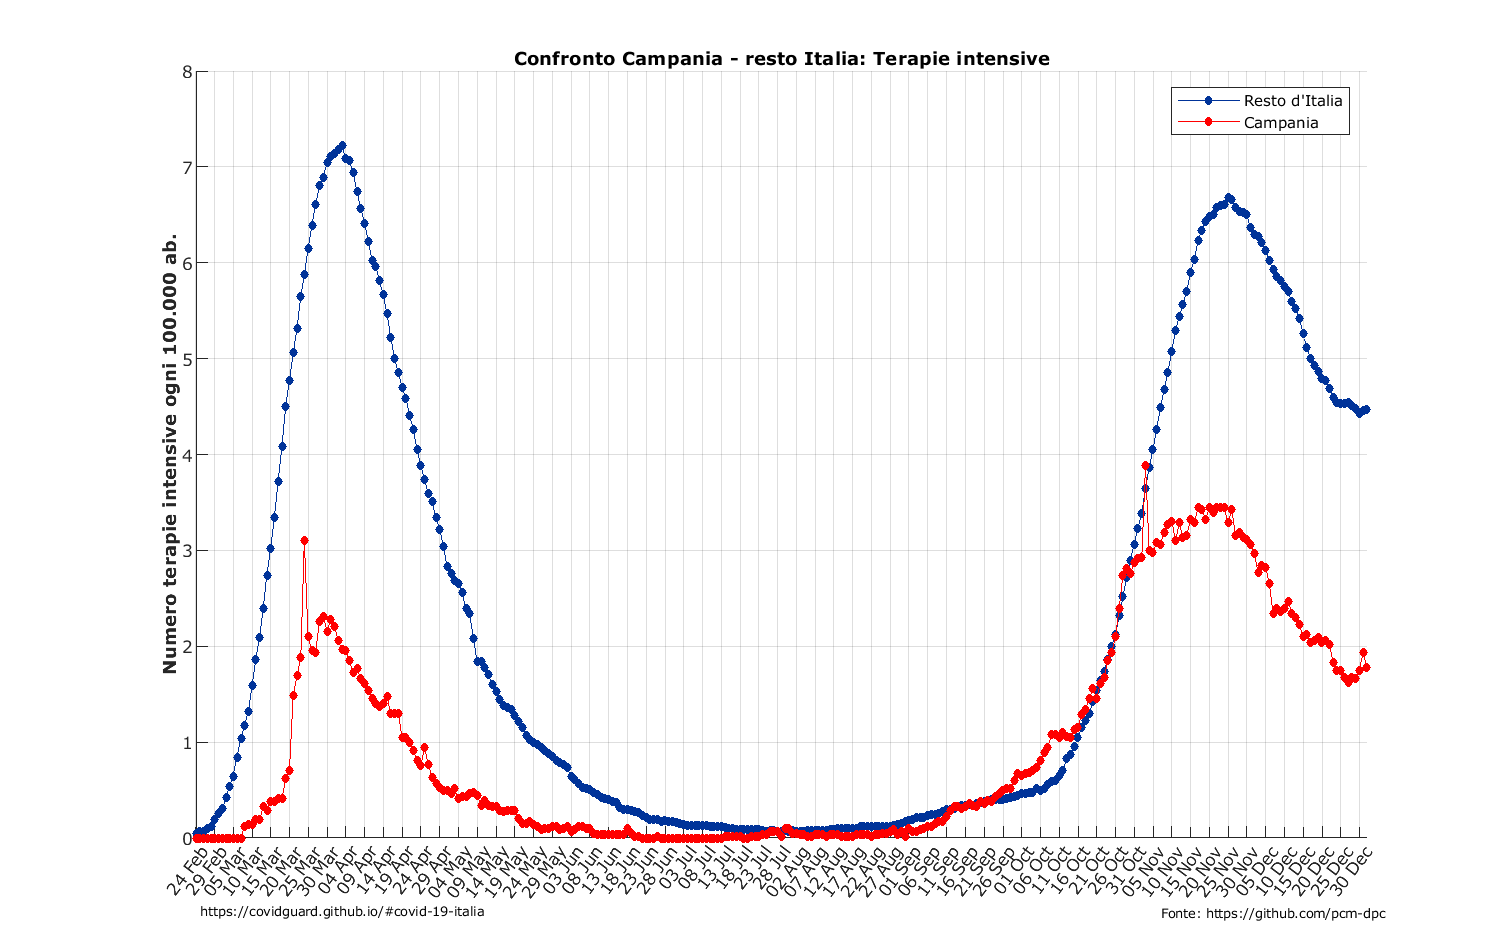 Confronto Campania - resto Italia: Terapie intensive
Resto d'Italia
Campania
Numero terapie intensive ogni 100.000 ab.
8
7
6
5
4
3
2
1
0
24 Feb
29 Feb
05 Mar
10 Mar
15 Mar
20 Mar
25 Mar
30 Mar
04 Apr
09 Apr
14 Apr
19 Apr
24 Apr
29 Apr
04 May
09 May
14 May
19 May
24 May
29 May
03 Jun
08 Jun
13 Jun
18 Jun
23 Jun
28 Jun
03 Jul
08 Jul
13 Jul
18 Jul
23 Jul
28 Jul
02 Aug
07 Aug
12 Aug
17 Aug
22 Aug
27 Aug
01 Sep
06 Sep
11 Sep
16 Sep
21 Sep
26 Sep
01 Oct
06 Oct
11 Oct
16 Oct
21 Oct
26 Oct
31 Oct
05 Nov
10 Nov
15 Nov
20 Nov
25 Nov
30 Nov
05 Dec
10 Dec
15 Dec
20 Dec
25 Dec
30 Dec
https://covidguard.github.io/#covid-19-italia
Fonte: https://github.com/pcm-dpc